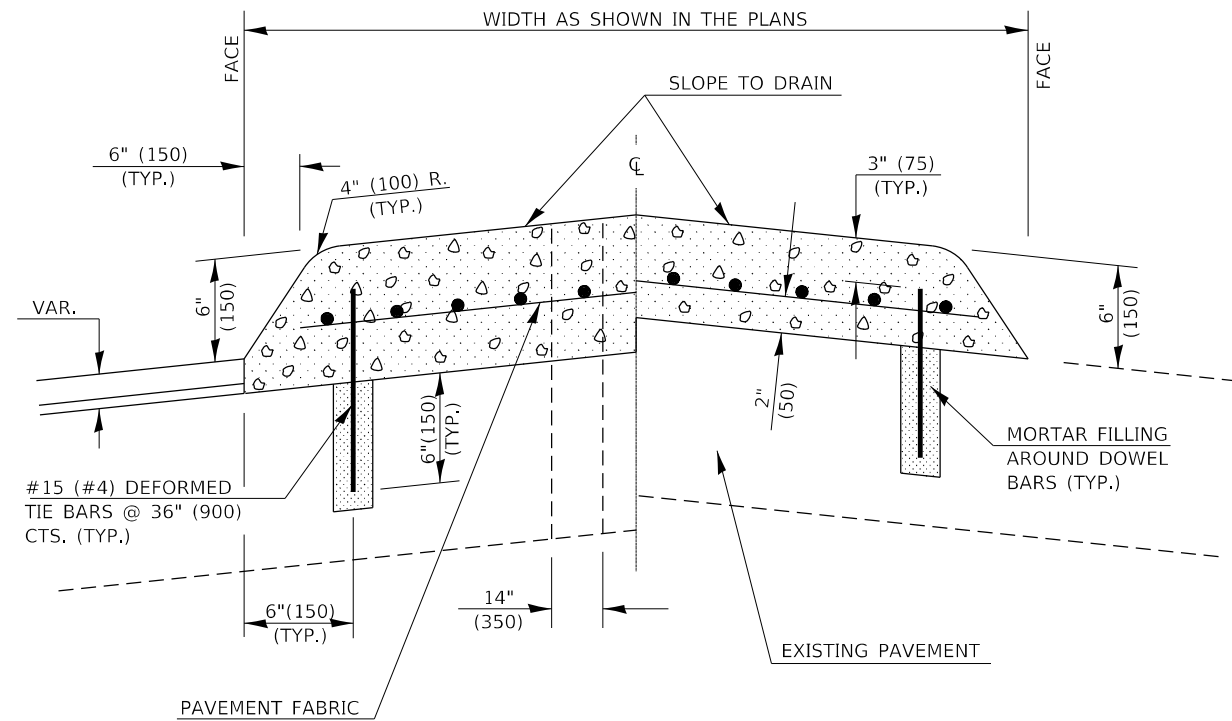 WIDTH AS SHOWN IN THE PLANS
FACE
FACE
SLOPE TO DRAIN
6" (150)
(TYP.)
4" (100) R.
(TYP.)
℄
3" (75)
(TYP.)
6"
(150)
6"
(150)
VAR.
2"
(50)
6"(150)
(TYP.)
#15 (#4) DEFORMED
TIE BARS @ 36" (900)
CTS. (TYP.)
MORTAR FILLING
AROUND DOWEL
BARS (TYP.)
6"(150)
(TYP.)
14"
(350)
EXISTING PAVEMENT
PAVEMENT FABRIC